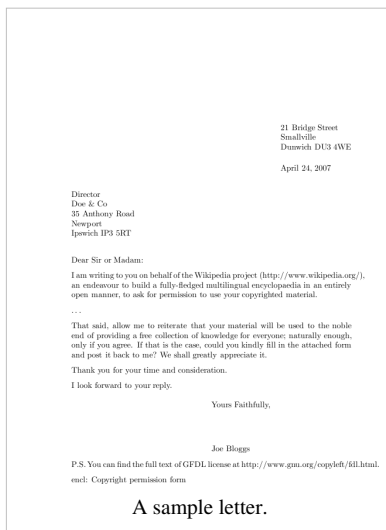 21 Bridge Street
Smallville
Dunwich DU3 4WE
April 24, 2007
Director
Doe & Co
35 Anthony Road
Newport
Ipswich IP3 5RT
Dear Sir or Madam:
I am writing to you on behalf of the Wikipedia project (http://www.wikipedia.org/),
an endeavour to build a fully-fledged multilingual encyclopaedia in an entirely
open manner, to ask for permission to use your copyrighted material.
...
That said, allow me to reiterate that your material will be used to the noble
end of providing a free collection of knowledge for everyone; naturally enough,
only if you agree. If that is the case, could you kindly fill in the attached form
and post it back to me? We shall greatly appreciate it.
Thank you for your time and consideration.
I look forward to your reply.
Yours Faithfully,
Joe Bloggs
P.S. You can find the full text of GFDL license at http://www.gnu.org/copyleft/fdl.html.
encl: Copyright permission form
A sample letter.